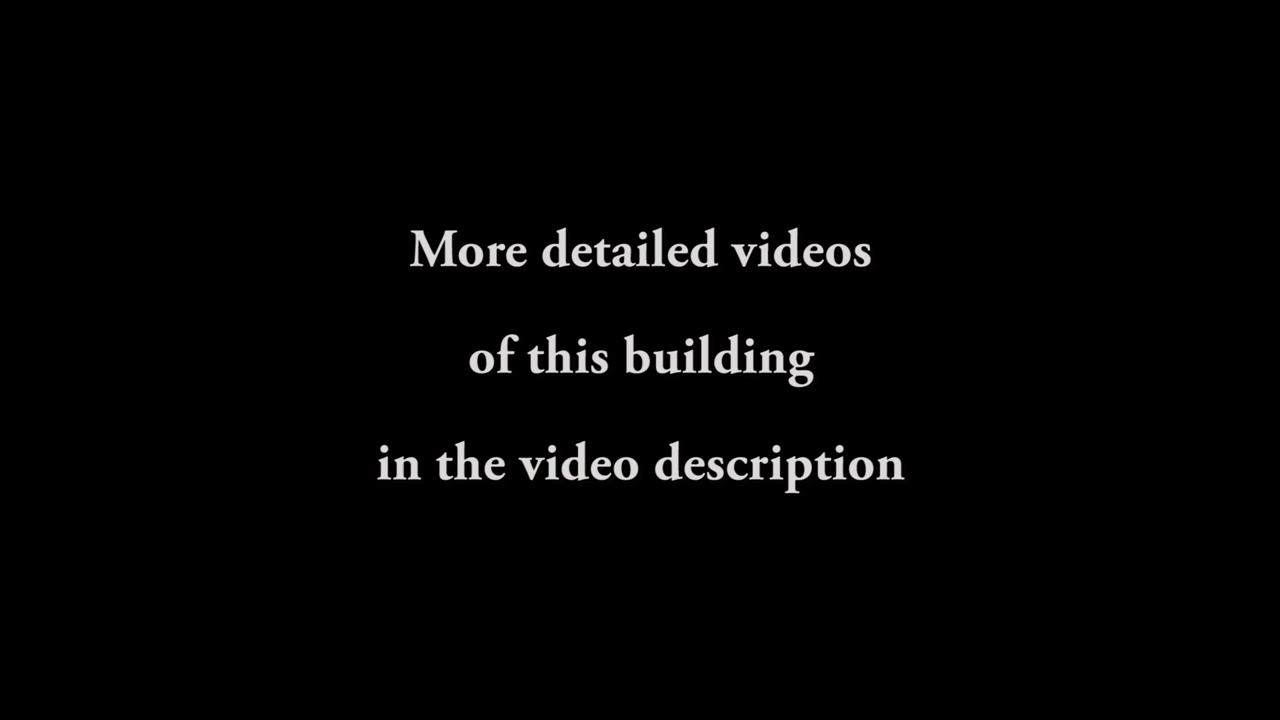 More detailed videos
of this building
in the video description